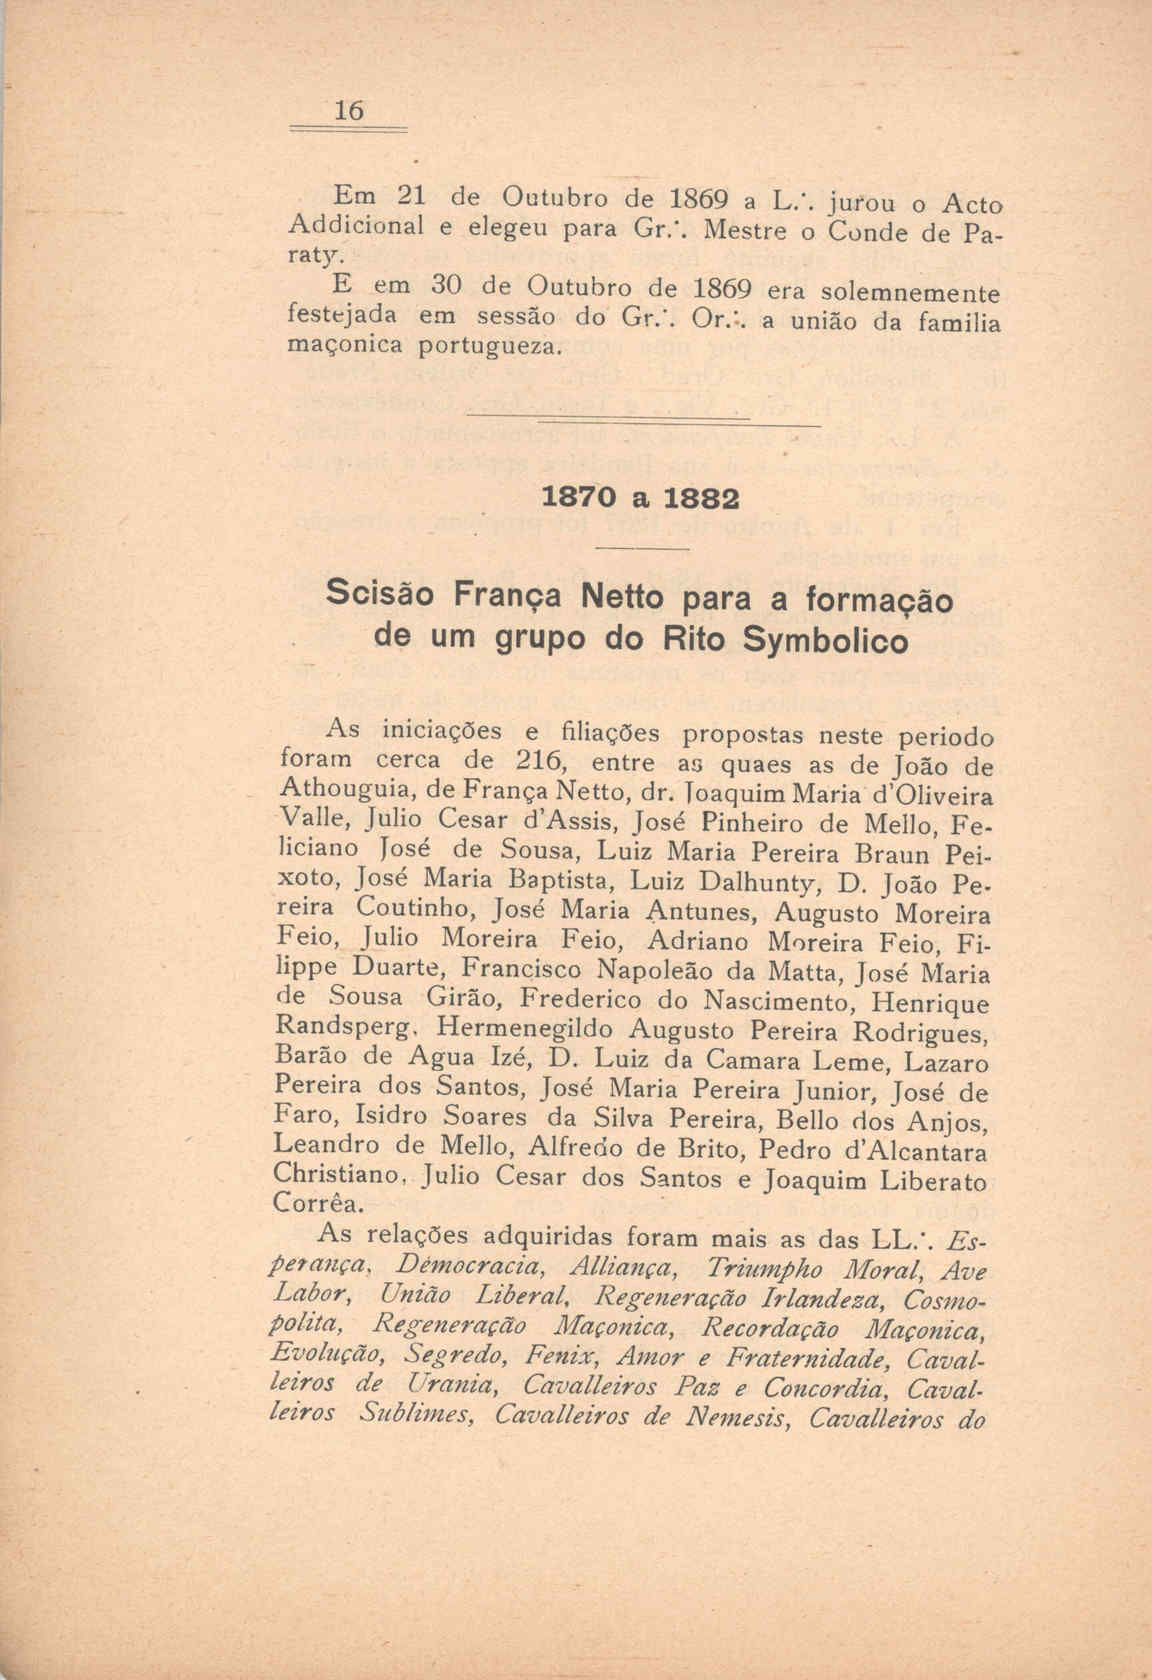 16
Em 21 de Outubro de 1869 a L.˙. jurou o Acto
Addicional e elegeu para Gr.˙. Mestre o Conde de Pa-
raty.
E em 30 de Outubro de 1869 era solemnemente
festejada em sessão do Gr.˙. Or.˙. a união da familia
maçonica portugueza.
1870 a 1882
Scisão França Netto para a formação
de um grupo do Rito Symbolico
As iniciações e filiações propostas neste periodo
foram cerca de 216, entre as quaes as de João de
Athouguia, de França Netto, dr. Joaquim Maria d'Oliveira
Valle, Julio Cesar d'Assis, José Pinheiro de Mello, Fe-
liciano José de Sousa, Luiz Maria Pereira Braun Pei-
xoto, José Maria Baptista, Luiz Dalhunty, D. João Pe-
reira Coutinho, José Maria Antunes, Augusto Moreira
Feio, Julio Moreira Feio, Adriano Moreira Feio, Fi-
lippe Duarte, Francisco Napoleão da Matta, José Maria
de Sousa Girão, Frederico do Nascimento, Henrique
Randsperg, Hermenegildo Augusto Pereira Rodrigues,
Barão de Agua Izé, D. Luiz da Camara Leme, Lazaro
Pereira dos Santos, José Maria Pereira Junior, José de
Faro, Isidro Soares da Silva Pereira, Bello dos Anjos,
Leandro de Mello, Alfredo de Brito, Pedro d'Alcantara
Christiano, Julio Cesar dos Santos e Joaquim Liberato
Corrêa.
As relações adquiridas foram mais as das LL.˙. Es-
perança, Democracia, Alliança, Triumpho Moral, Ave
Labor, União Liberal, Regeneração Irlandeza, Cosmo-
polita, Regeneração Maçonica, Recordação Maçonica,
Evolução, Segredo, Fenix, Amor e Fraternidade, Caval-
leiros de Urania, Cavalleiros Paz e Concordia, Caval-
leiros Sublimes, Cavalleiros de Nemesis, Cavalleiros do